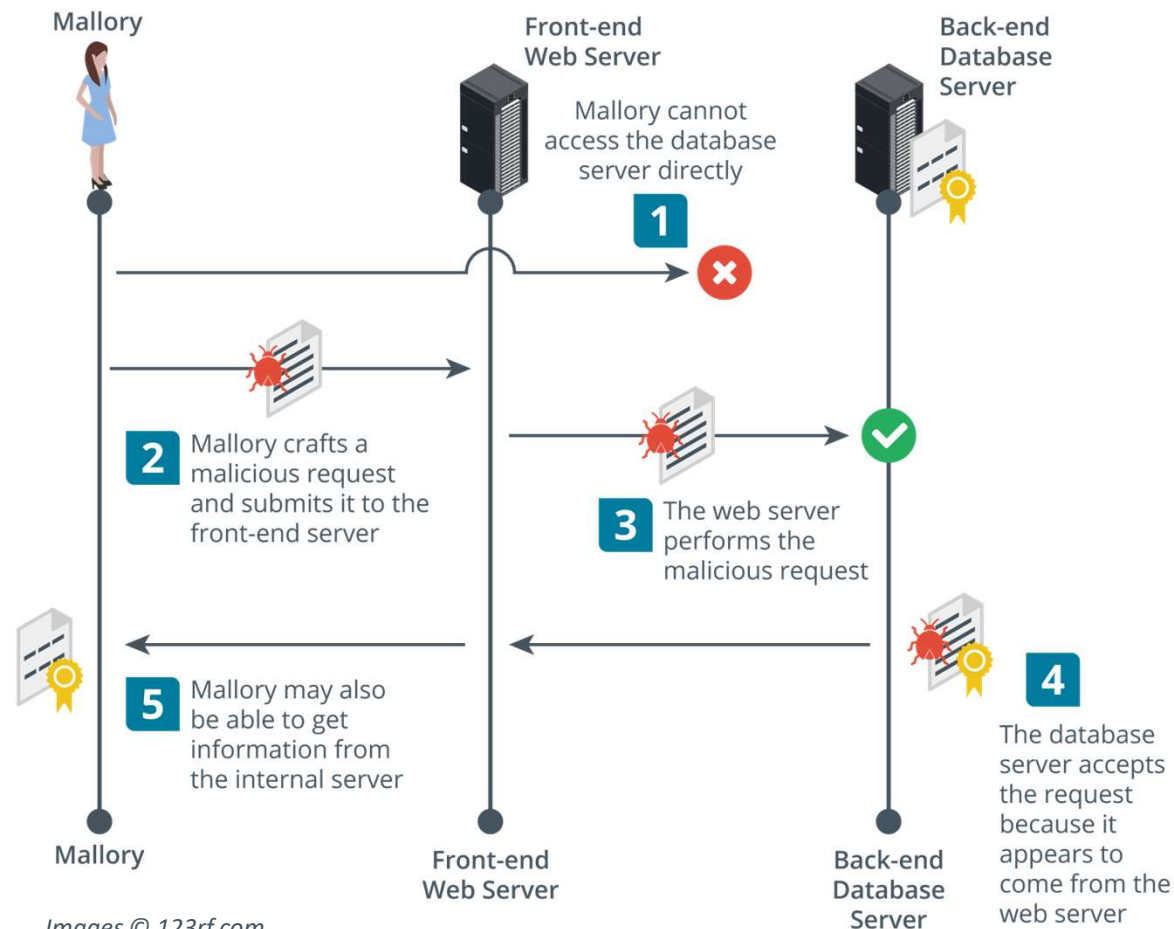 Mallory
Front-end
Web Server
Back-end
Database
Server
Mallory cannot
access the database
server directly
1
2
Mallory crafts a
malicious request
and submits it to the
front-end server
3
The web server
performs the
malicious request
4
The database
server accepts
the request
because it
appears to
come from the
web server
5
Mallory may also
be able to get
information from
the internal server
Mallory
Front-end
Web Server
Back-end
Database
Server
Images © 123rf.com